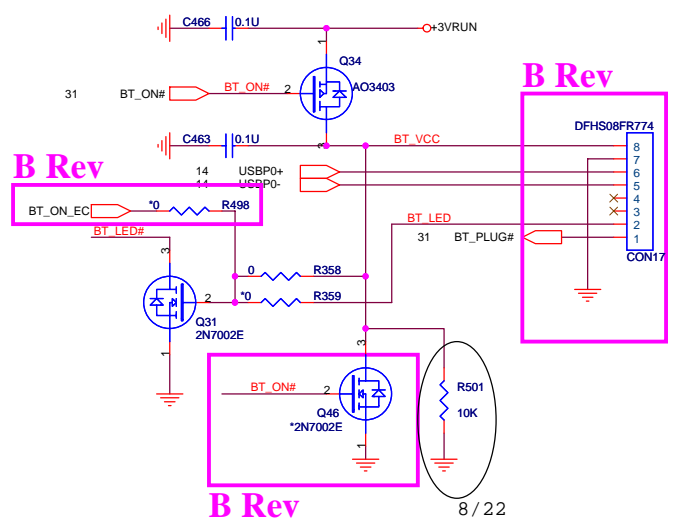 C466 0.1U
+3VRUN
1
Q34
B Rev
31 BT_ON# BT_ON# 2 AO3403
DFHS08FR774
3
C463 0.1U BT_VCC 8
7
B Rev
14 USBP0+ 6
14 USBP0- 5
4
*0 R498
BT_ON_EC 3
BT_LED 2
BT_LED# 31 BT_PLUG# 1
3
CON17
0 R358
2 *0 R359
Q31
2N7002E
1
3
BT_ON# 2
R501
Q46
10K
*2N7002E
1
B Rev
8/22